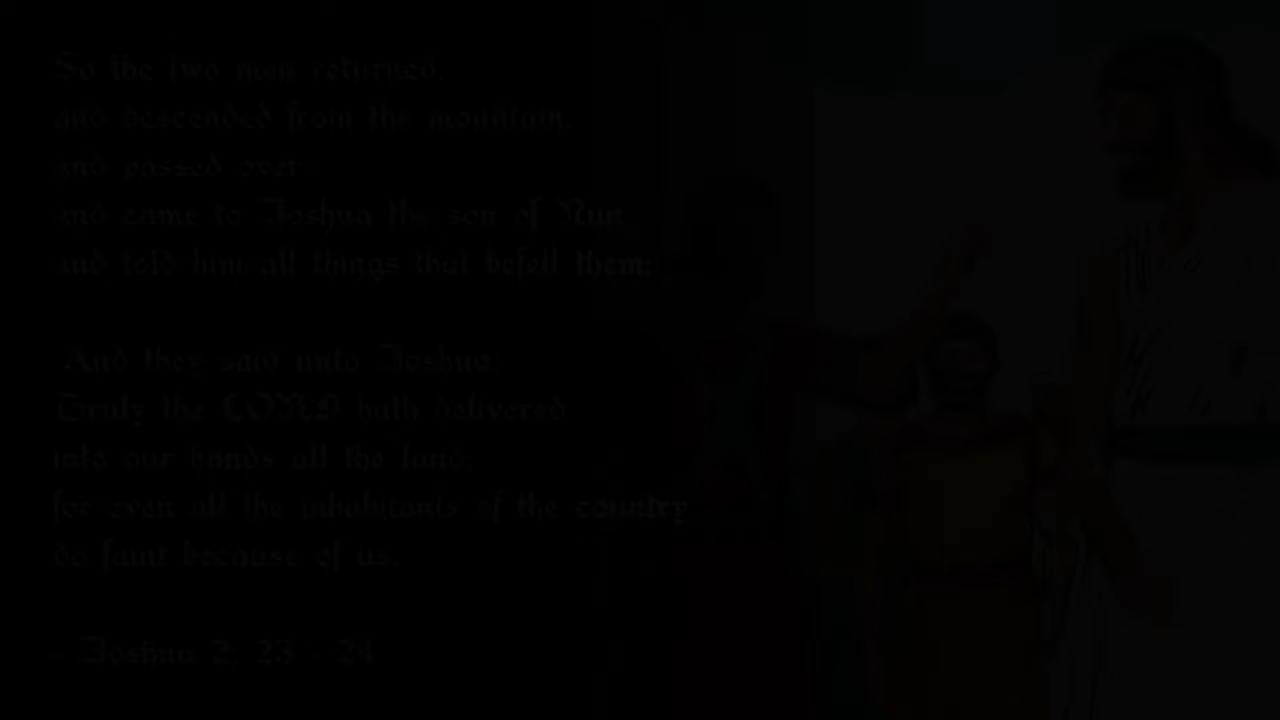 So the two men returned,
and descended from the mountain,
and passed over
and came to Joshua the son of Nun,
and told him all things that befell them:
And they said unto Joshua:
Truly the LORD hath delivered
into our hands all the land;
for even all the inhabitants of the country
do faint because of us.
- Joshua 2: 23 - 24